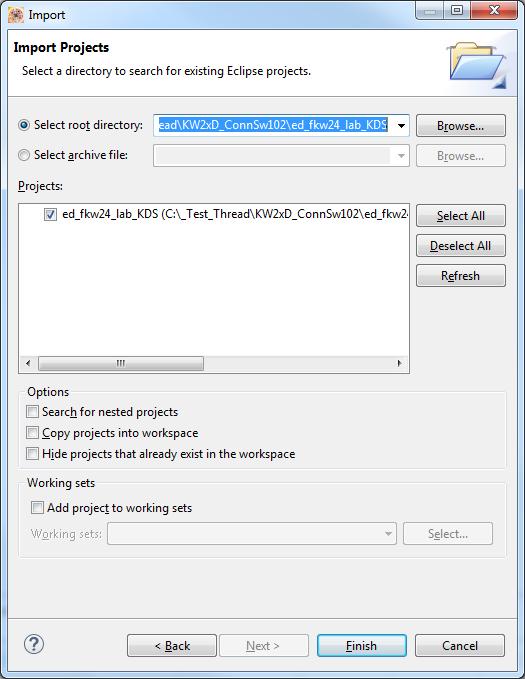 Import
Import Projects
Select a directory to search for existing Eclipse projects.
Select root directory: ead\KW2xD_ConnSw102\ed_fkw24_lab_KDS Browse...
Select archive file: Browse...
Projects:
ed_fkw24_lab_KDS (C:\_Test_Thread\KW2xD_ConnSw102\ed_fkw24
Select All
Deselect All
Refresh
Options
Search for nested projects
Copy projects into workspace
Hide projects that already exist in the workspace
Working sets
Add project to working sets
Working sets: Select...
? < Back Next > Finish Cancel